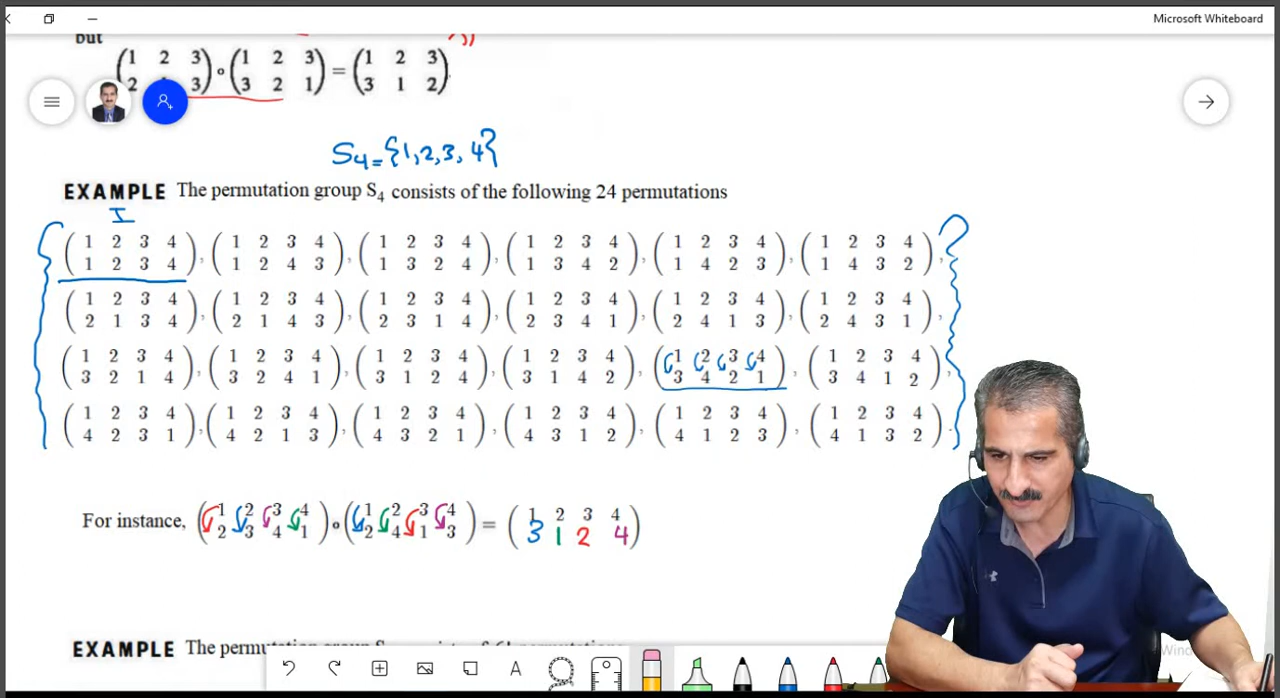 Microsoft Whiteboard
but
(1 2 3 / 2 3) ∘ (1 2 3 / 3 2 1) = (1 2 3 / 3 1 2)
S4 = {1,2,3,4}
EXAMPLE The permutation group S4 consists of the following 24 permutations
I
(1 2 3 4 / 1 2 3 4), (1 2 3 4 / 1 2 4 3), (1 2 3 4 / 1 3 2 4), (1 2 3 4 / 1 3 4 2), (1 2 3 4 / 1 4 2 3), (1 2 3 4 / 1 4 3 2),
(1 2 3 4 / 2 1 3 4), (1 2 3 4 / 2 1 4 3), (1 2 3 4 / 2 3 1 4), (1 2 3 4 / 2 3 4 1), (1 2 3 4 / 2 4 1 3), (1 2 3 4 / 2 4 3 1),
(1 2 3 4 / 3 2 1 4), (1 2 3 4 / 3 2 4 1), (1 2 3 4 / 3 1 2 4), (1 2 3 4 / 3 1 4 2), (1 2 3 4 / 3 4 2 1), (1 2 3 4 / 3 4 1 2),
(1 2 3 4 / 4 2 3 1), (1 2 3 4 / 4 2 1 3), (1 2 3 4 / 4 3 2 1), (1 2 3 4 / 4 3 1 2), (1 2 3 4 / 4 1 2 3), (1 2 3 4 / 4 1 3 2).
For instance, (1 2 3 4 / 2 3 4 1) ∘ (1 2 3 4 / 2 4 1 3) = (1 2 3 4 / 3 1 2 4)
EXAMPLE The